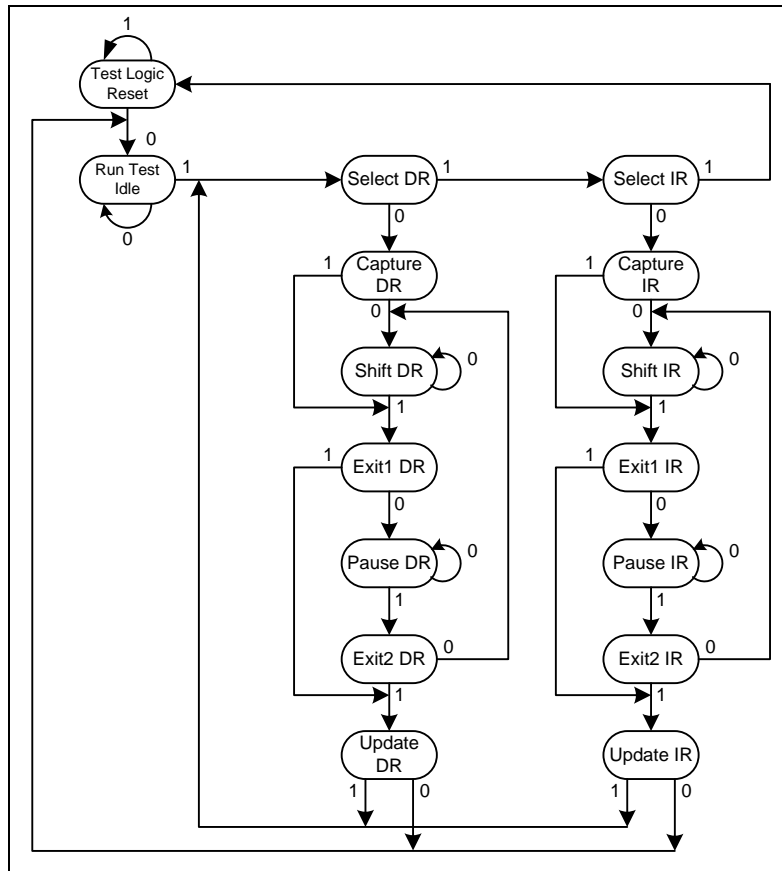 1
Test Logic
Reset
0
Run Test
Idle
1
0
Select DR
1
0
Select IR
1
0
Capture
DR
1
0
Capture
IR
1
0
Shift DR
0
1
Shift IR
0
1
Exit1 DR
1
0
Exit1 IR
1
0
Pause DR
0
1
Pause IR
0
1
Exit2 DR
0
1
Exit2 IR
0
1
Update
DR
1
0
Update IR
1
0